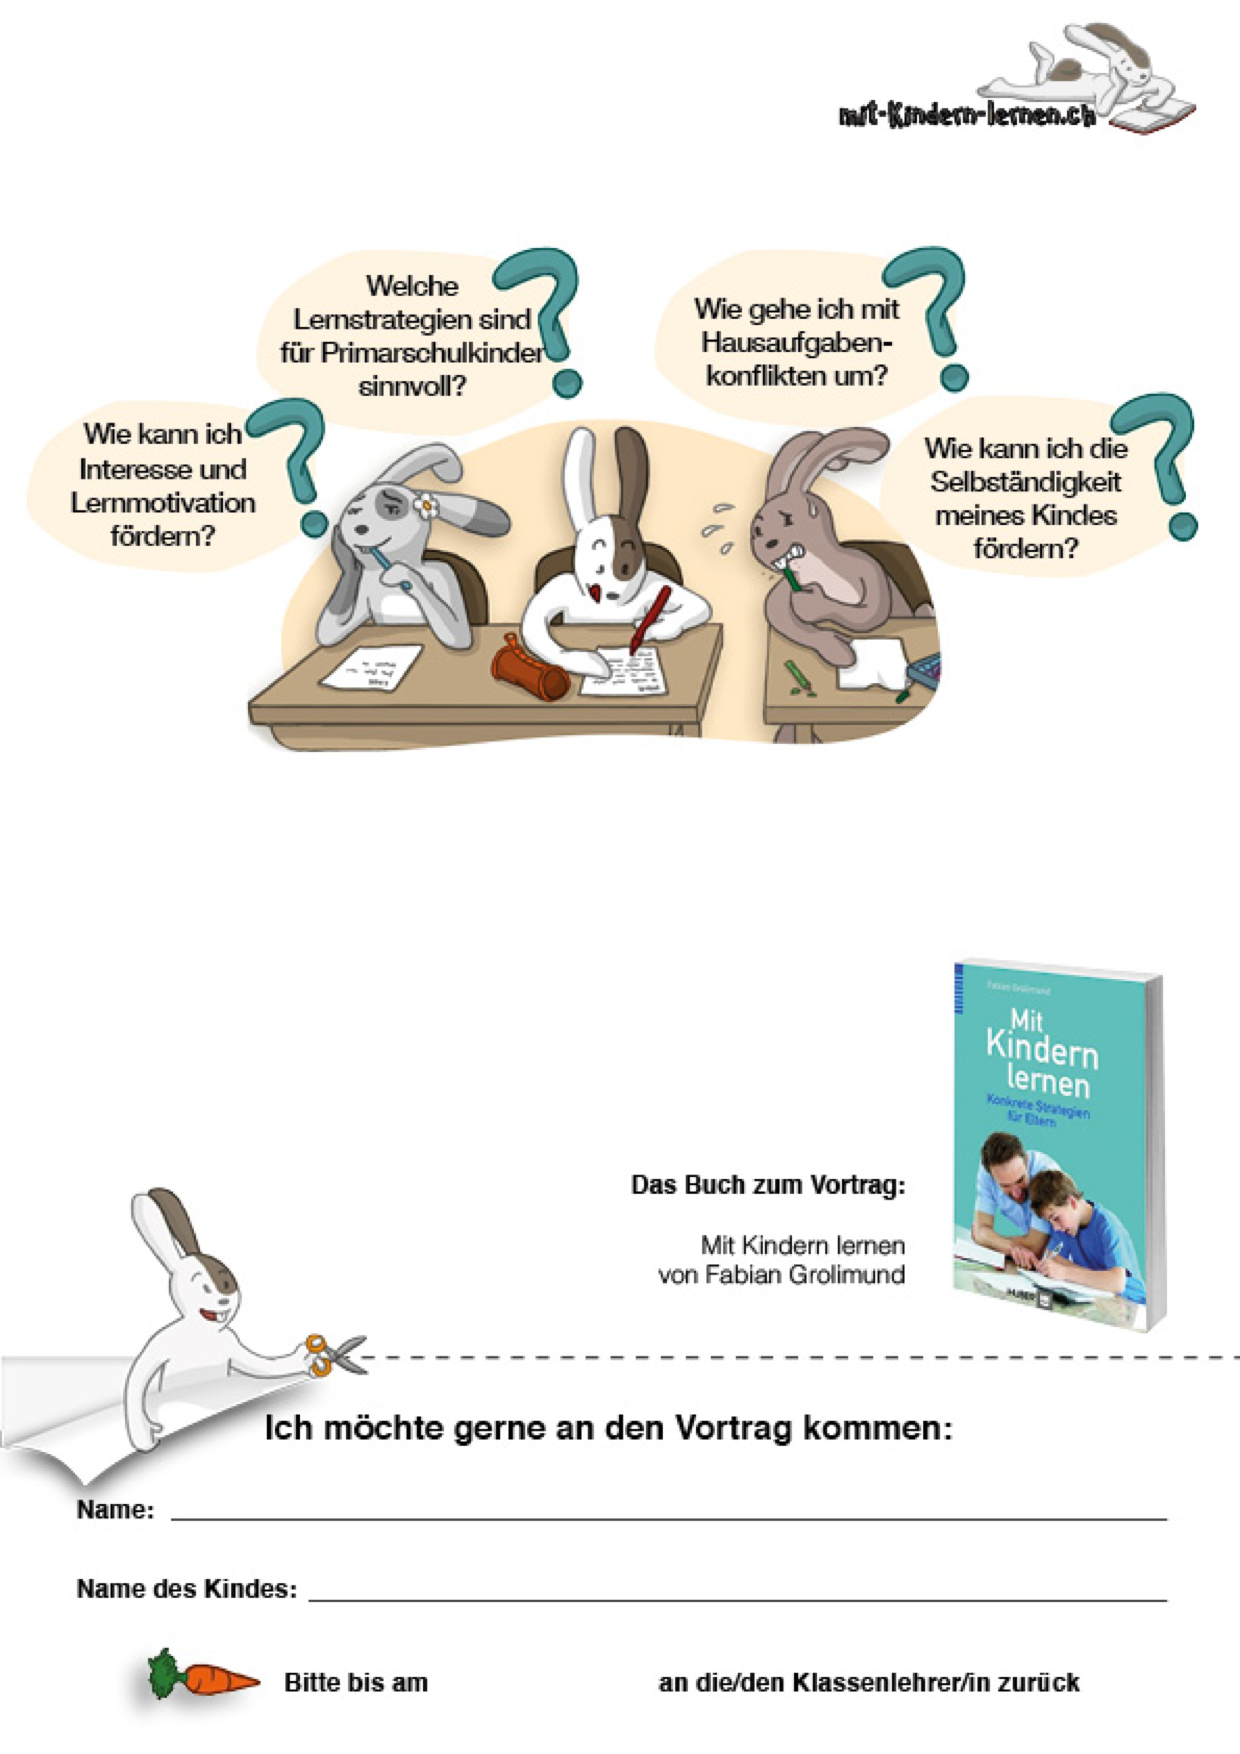 mit-Kindern-lernen.ch
Welche
Lernstrategien sind
für Primarschulkinder
sinnvoll?
Wie gehe ich mit
Hausaufgaben-
konflikten um?
Wie kann ich
Interesse und
Lernmotivation
fördern?
Wie kann ich die
Selbständigkeit
meines Kindes
fördern?
Fabian Grolimund
Mit
Kindern
lernen
Konkrete Strategien
für Eltern
HUBER
Das Buch zum Vortrag:
Mit Kindern lernen
von Fabian Grolimund
Ich möchte gerne an den Vortrag kommen:
Name:
Name des Kindes:
Bitte bis am an die/den Klassenlehrer/in zurück